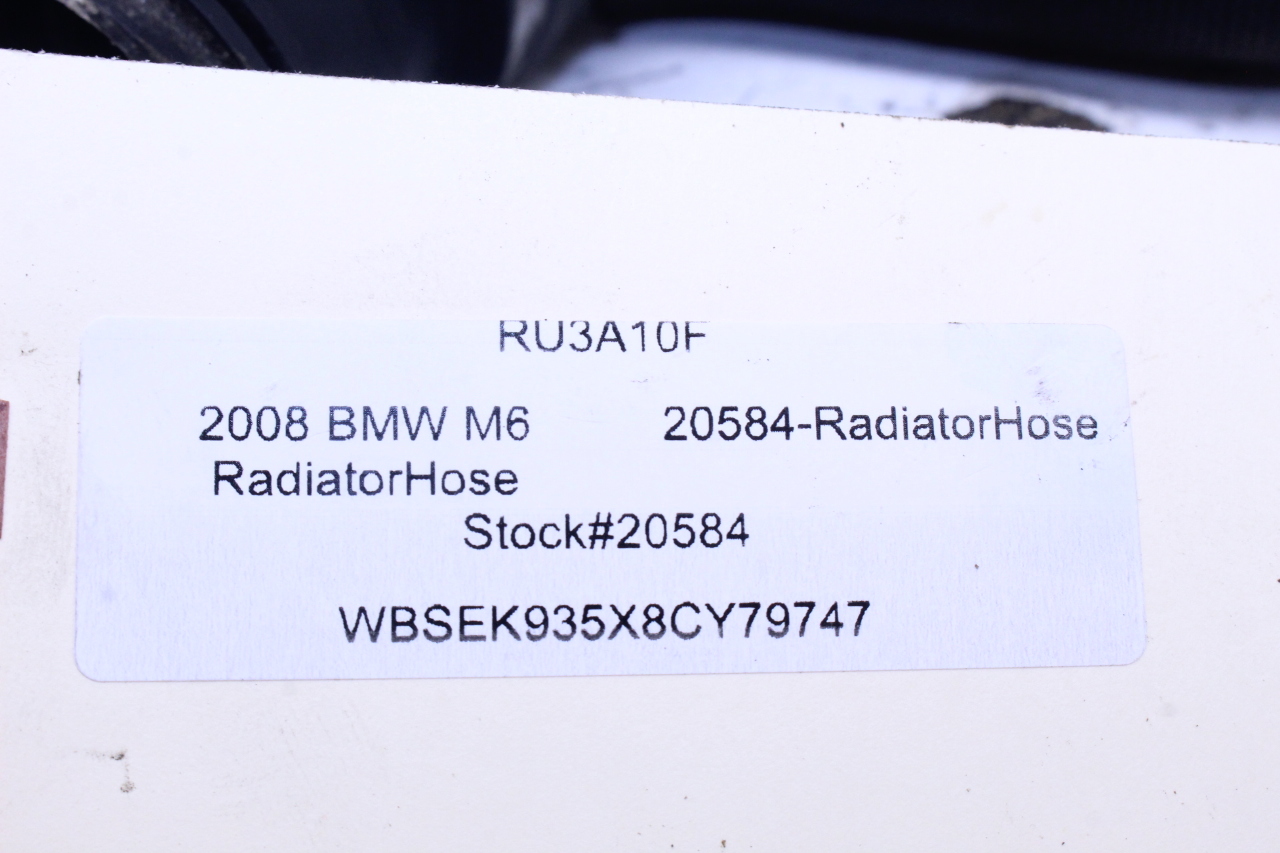 RU3A10F
2008 BMW M6 20584-RadiatorHose
RadiatorHose
Stock#20584
WBSEK935X8CY79747